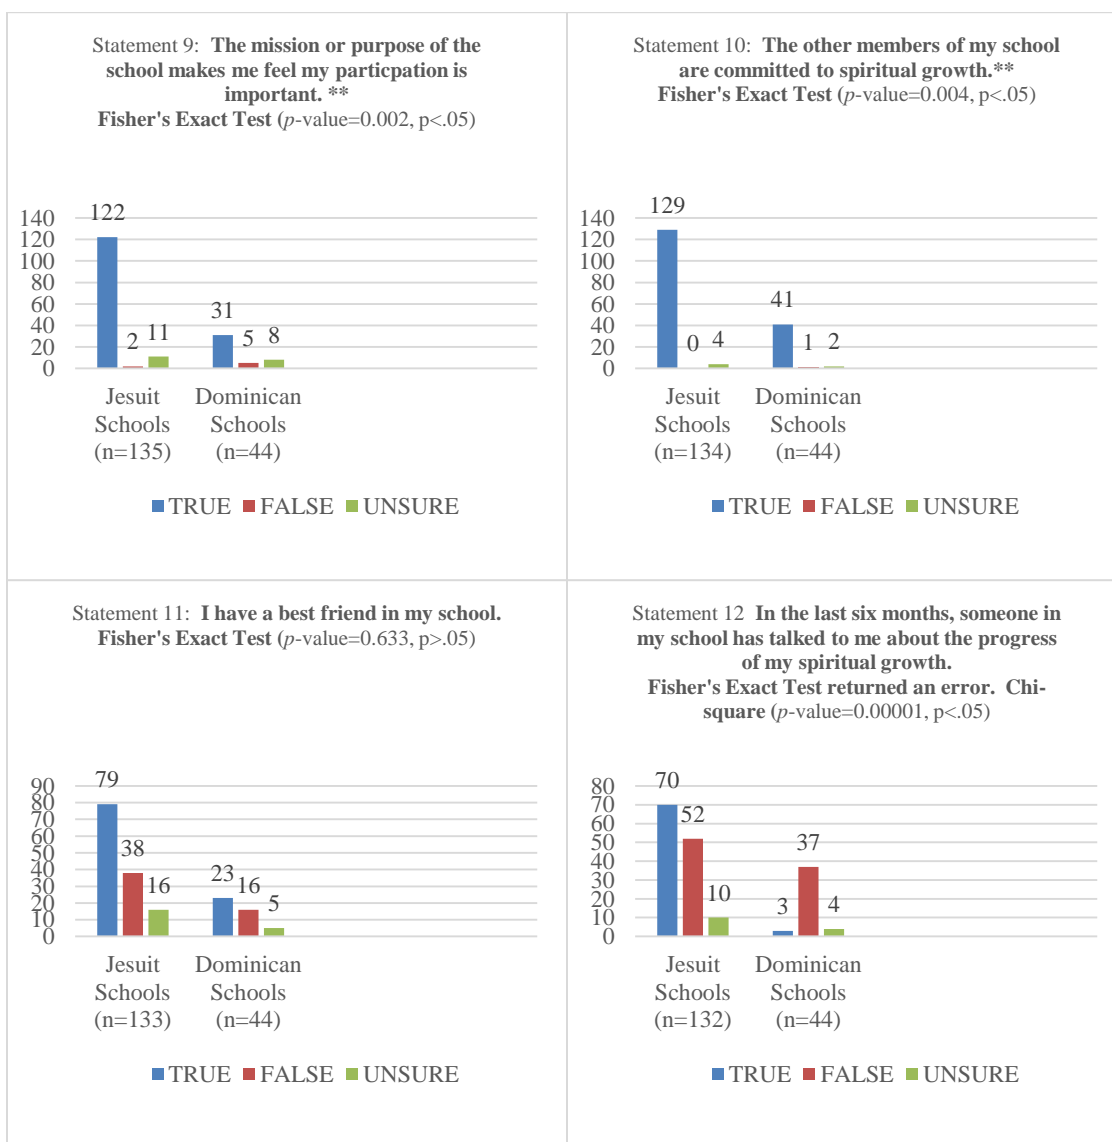 Statement 9:  The mission or purpose of the
school makes me feel my particpation is
important. **
Fisher's Exact Test (p-value=0.002, p<.05)
140
120
100
80
60
40
20
0
122
2
11
31
5
8
Jesuit
Schools
(n=135)
Dominican
Schools
(n=44)
TRUE FALSE UNSURE
Statement 10:  The other members of my school
are committed to spiritual growth.**
Fisher's Exact Test (p-value=0.004, p<.05)
140
120
100
80
60
40
20
0
129
0
4
41
1
2
Jesuit
Schools
(n=134)
Dominican
Schools
(n=44)
TRUE FALSE UNSURE
Statement 11:  I have a best friend in my school.
Fisher's Exact Test (p-value=0.633, p>.05)
90
80
70
60
50
40
30
20
10
0
79
38
16
23
16
5
Jesuit
Schools
(n=133)
Dominican
Schools
(n=44)
TRUE FALSE UNSURE
Statement 12  In the last six months, someone in
my school has talked to me about the progress
of my spiritual growth.
Fisher's Exact Test returned an error.  Chi-
square (p-value=0.00001, p<.05)
80
70
60
50
40
30
20
10
0
70
52
10
3
37
4
Jesuit
Schools
(n=132)
Dominican
Schools
(n=44)
TRUE FALSE UNSURE